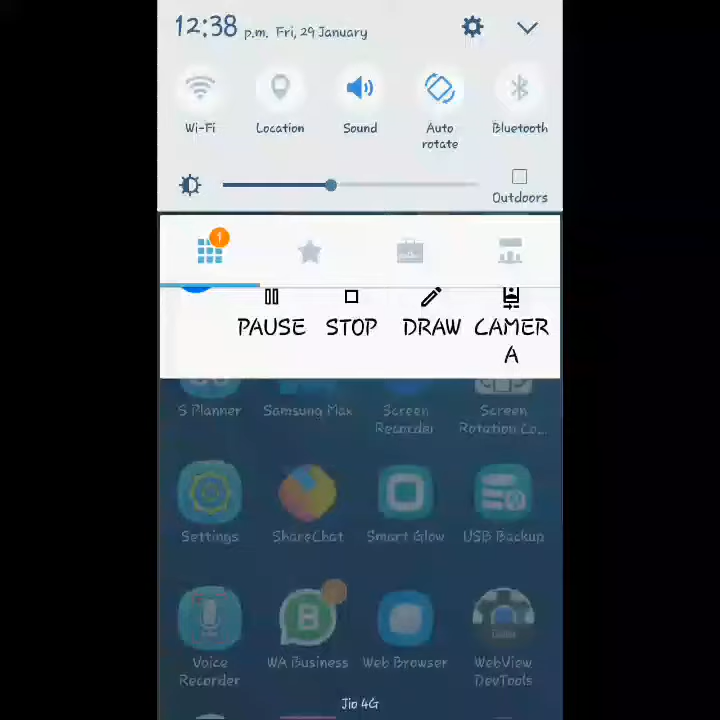 12:38 p.m. Fri, 29 January
Wi-Fi Location Sound Auto rotate Bluetooth
Outdoors
1
PAUSE STOP DRAW CAMER
A
S Planner Samsung Max Screen Recorder Screen Rotation Co...
Settings ShareChat Smart Glow USB Backup
B
Voice Recorder WA Business Web Browser WebView DevTools
Jio 4G